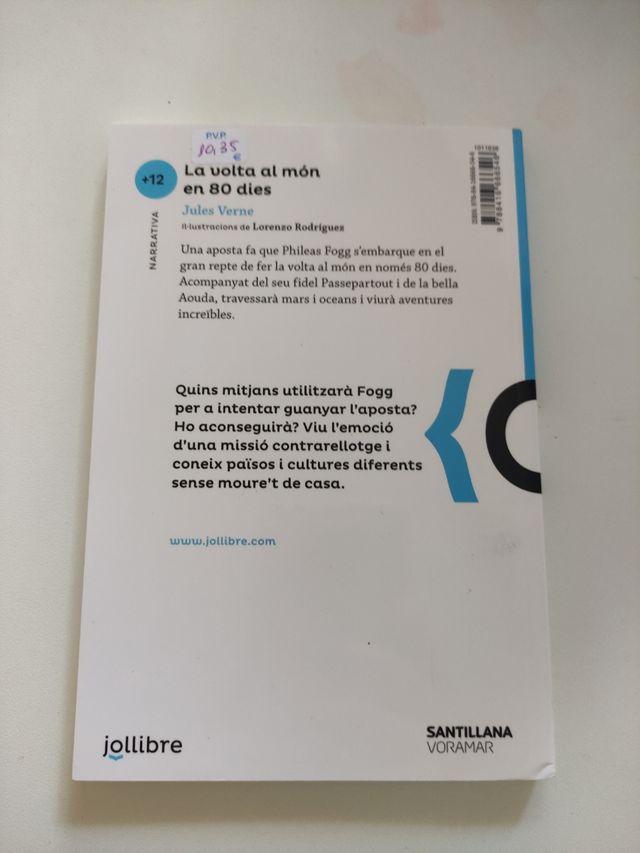 P.V.P.
10,35
€
+12
La volta al món
en 80 dies
Jules Verne
Il·lustracions de Lorenzo Rodríguez
NARRATIVA
Una aposta fa que Phileas Fogg s'embarque en el
gran repte de fer la volta al món en només 80 dies.
Acompanyat del seu fidel Passepartout i de la bella
Aouda, travessarà mars i oceans i viurà aventures
increïbles.
Quins mitjans utilitzarà Fogg
per a intentar guanyar l'aposta?
Ho aconseguirà? Viu l'emoció
d'una missió contrarellotge i
coneix països i cultures diferents
sense moure't de casa.
www.jollibre.com
jollibre
SANTILLANA
VORAMAR